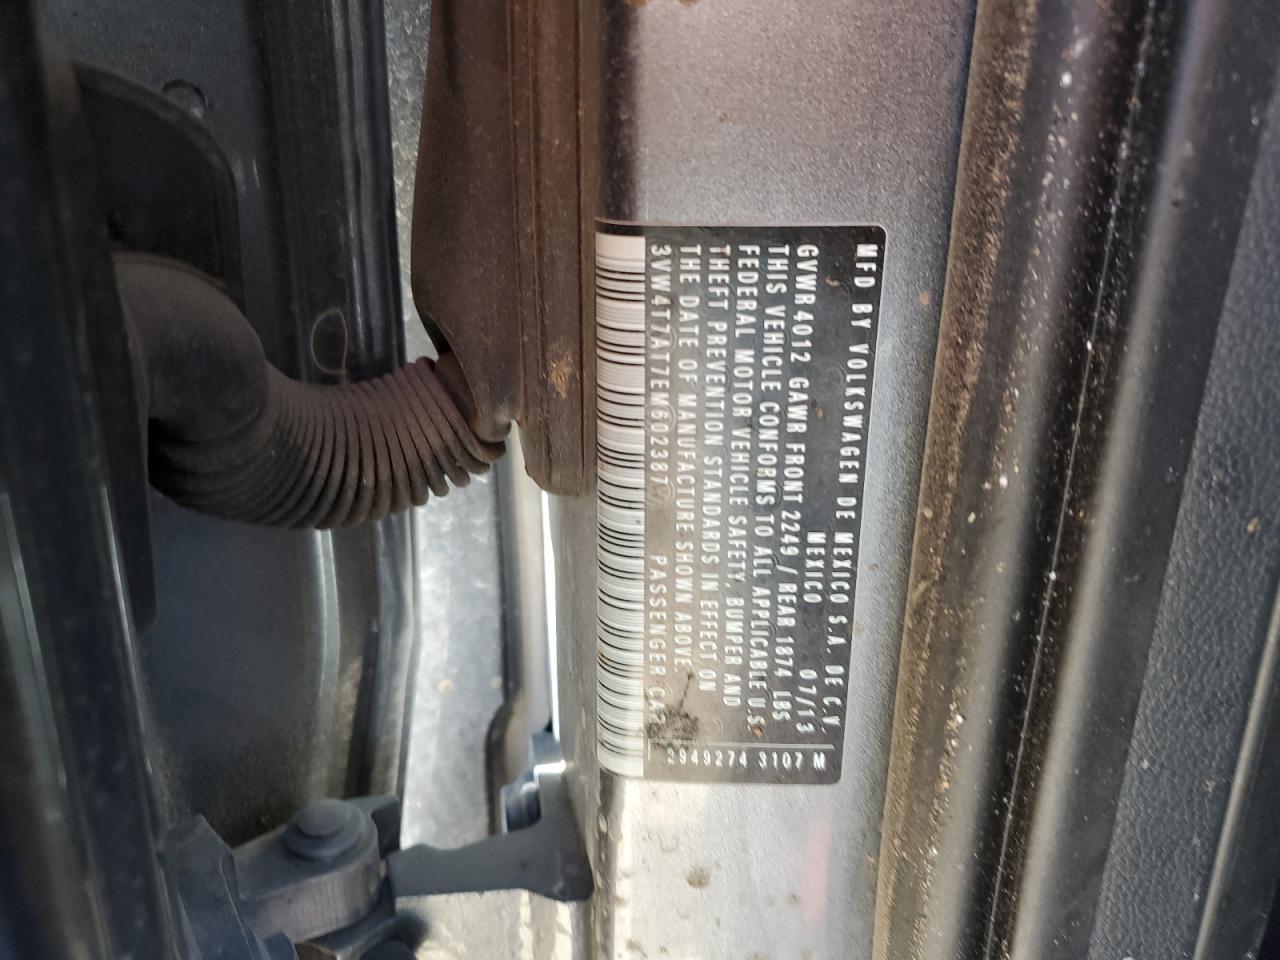 MFD BY VOLKSWAGEN DE MEXICO S.A. DE C.V.
MEXICO 07/13
GVWR 4012 GAWR FRONT 2249 / REAR 1874 LBS
THIS VEHICLE CONFORMS TO ALL APPLICABLE U.S.
FEDERAL MOTOR VEHICLE SAFETY, BUMPER AND
THEFT PREVENTION STANDARDS IN EFFECT ON
THE DATE OF MANUFACTURE SHOWN ABOVE.
3VW4T7AT7EM602387 PASSENGER CAR
2949274 3107 M